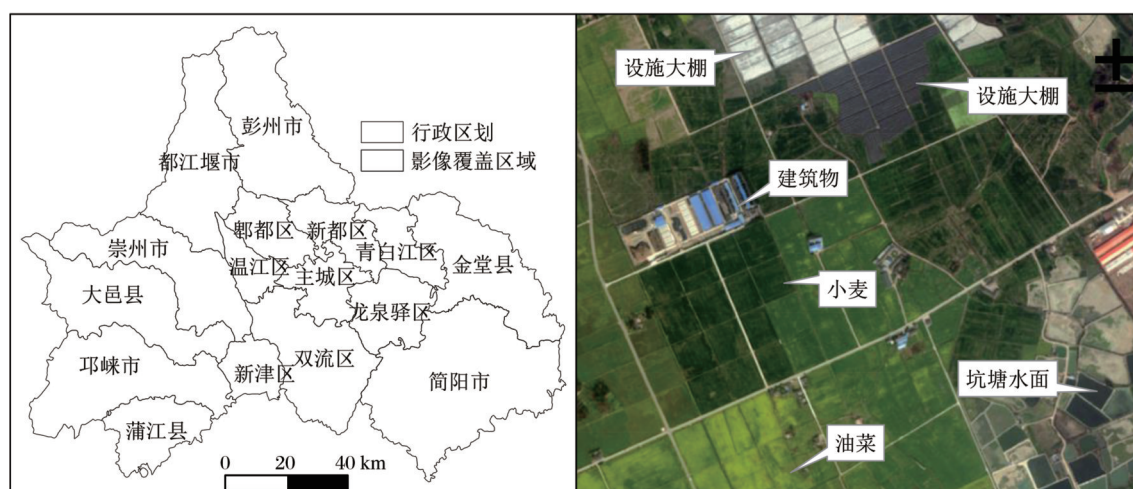 彭州市
都江堰市
行政区划
影像覆盖区域
郫都区
新都区
青白江区
崇州市
温江区
主城区
金堂县
大邑县
龙泉驿区
邛崃市
新津区
双流区
简阳市
蒲江县
0 20 40 km
设施大棚
设施大棚
建筑物
小麦
坑塘水面
油菜